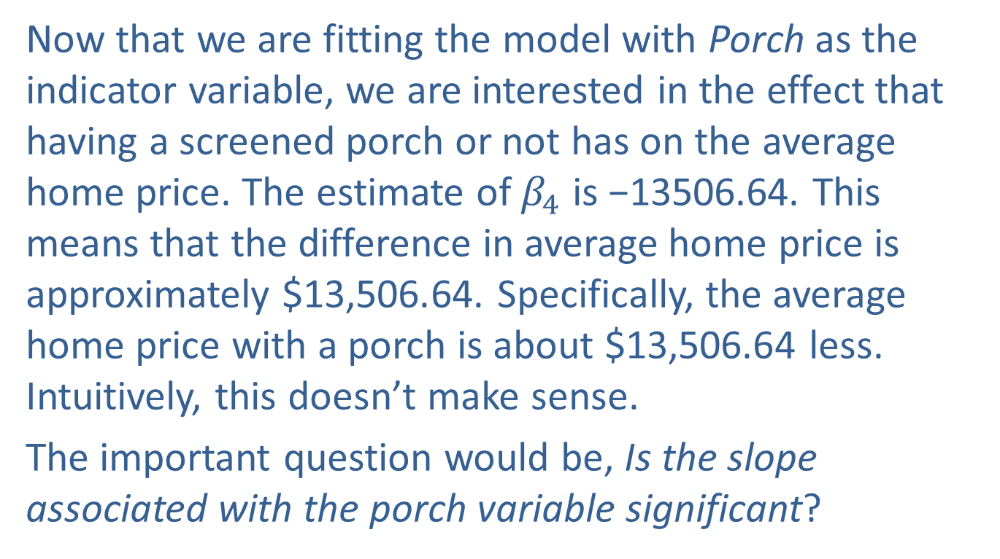 Now that we are fitting the model with Porch as the
indicator variable, we are interested in the effect that
having a screened porch or not has on the average
home price. The estimate of β₄ is −13506.64. This
means that the difference in average home price is
approximately $13,506.64. Specifically, the average
home price with a porch is about $13,506.64 less.
Intuitively, this doesn’t make sense.
The important question would be, Is the slope
associated with the porch variable significant?